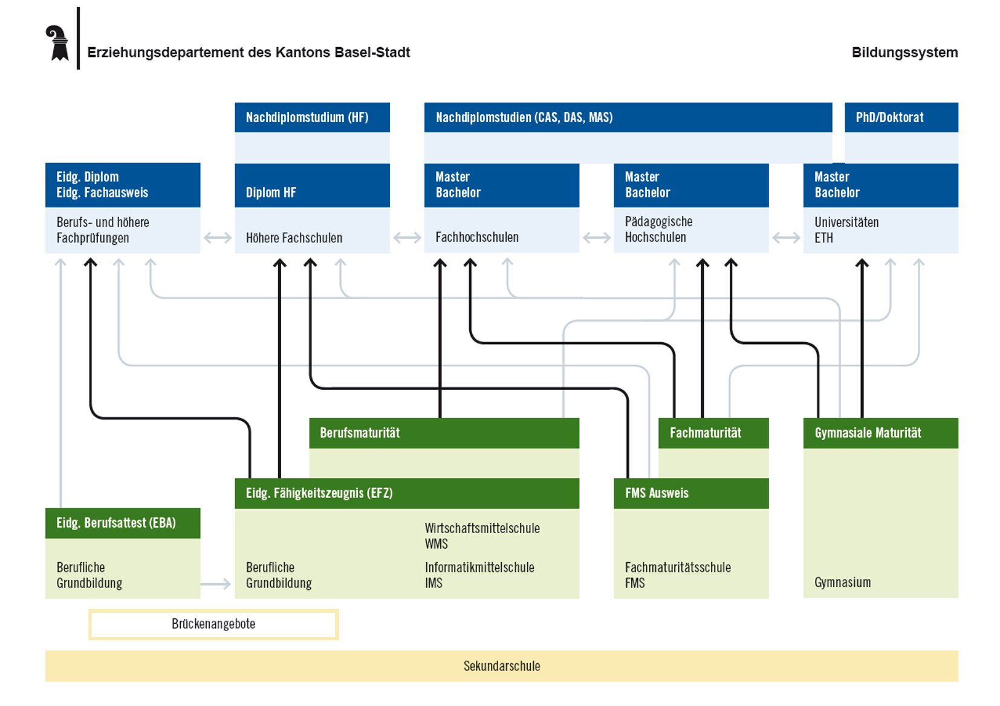 Erziehungsdepartement des Kantons Basel-Stadt
Bildungssystem
Nachdiplomstudium (HF)
Nachdiplomstudien (CAS, DAS, MAS)
PhD/Doktorat
Eidg. Diplom
Eidg. Fachausweis
Diplom HF
Master
Bachelor
Master
Bachelor
Master
Bachelor
Berufs- und höhere
Fachprüfungen
Höhere Fachschulen
Fachhochschulen
Pädagogische
Hochschulen
Universitäten
ETH
Berufsmaturität
Fachmaturität
Gymnasiale Maturität
Eidg. Fähigkeitszeugnis (EFZ)
FMS Ausweis
Eidg. Berufsattest (EBA)
Berufliche
Grundbildung
Berufliche
Grundbildung
Wirtschaftsmittelschule
WMS
Informatikmittelschule
IMS
Fachmaturitätsschule
FMS
Gymnasium
Brückenangebote
Sekundarschule